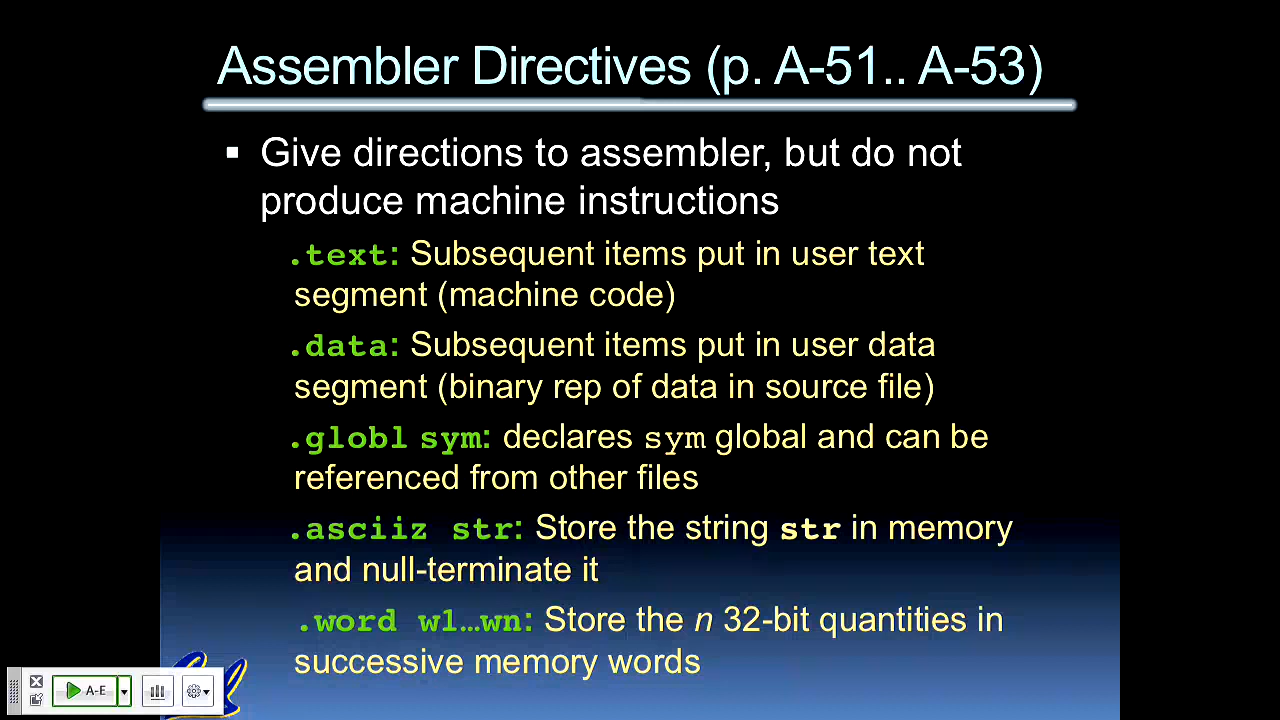 Assembler Directives (p. A-51.. A-53)
▪ Give directions to assembler, but do not
produce machine instructions
.text: Subsequent items put in user text
segment (machine code)
.data: Subsequent items put in user data
segment (binary rep of data in source file)
.globl sym: declares sym global and can be
referenced from other files
.asciiz str: Store the string str in memory
and null-terminate it
.word w1…wn: Store the n 32-bit quantities in
successive memory words
A-E